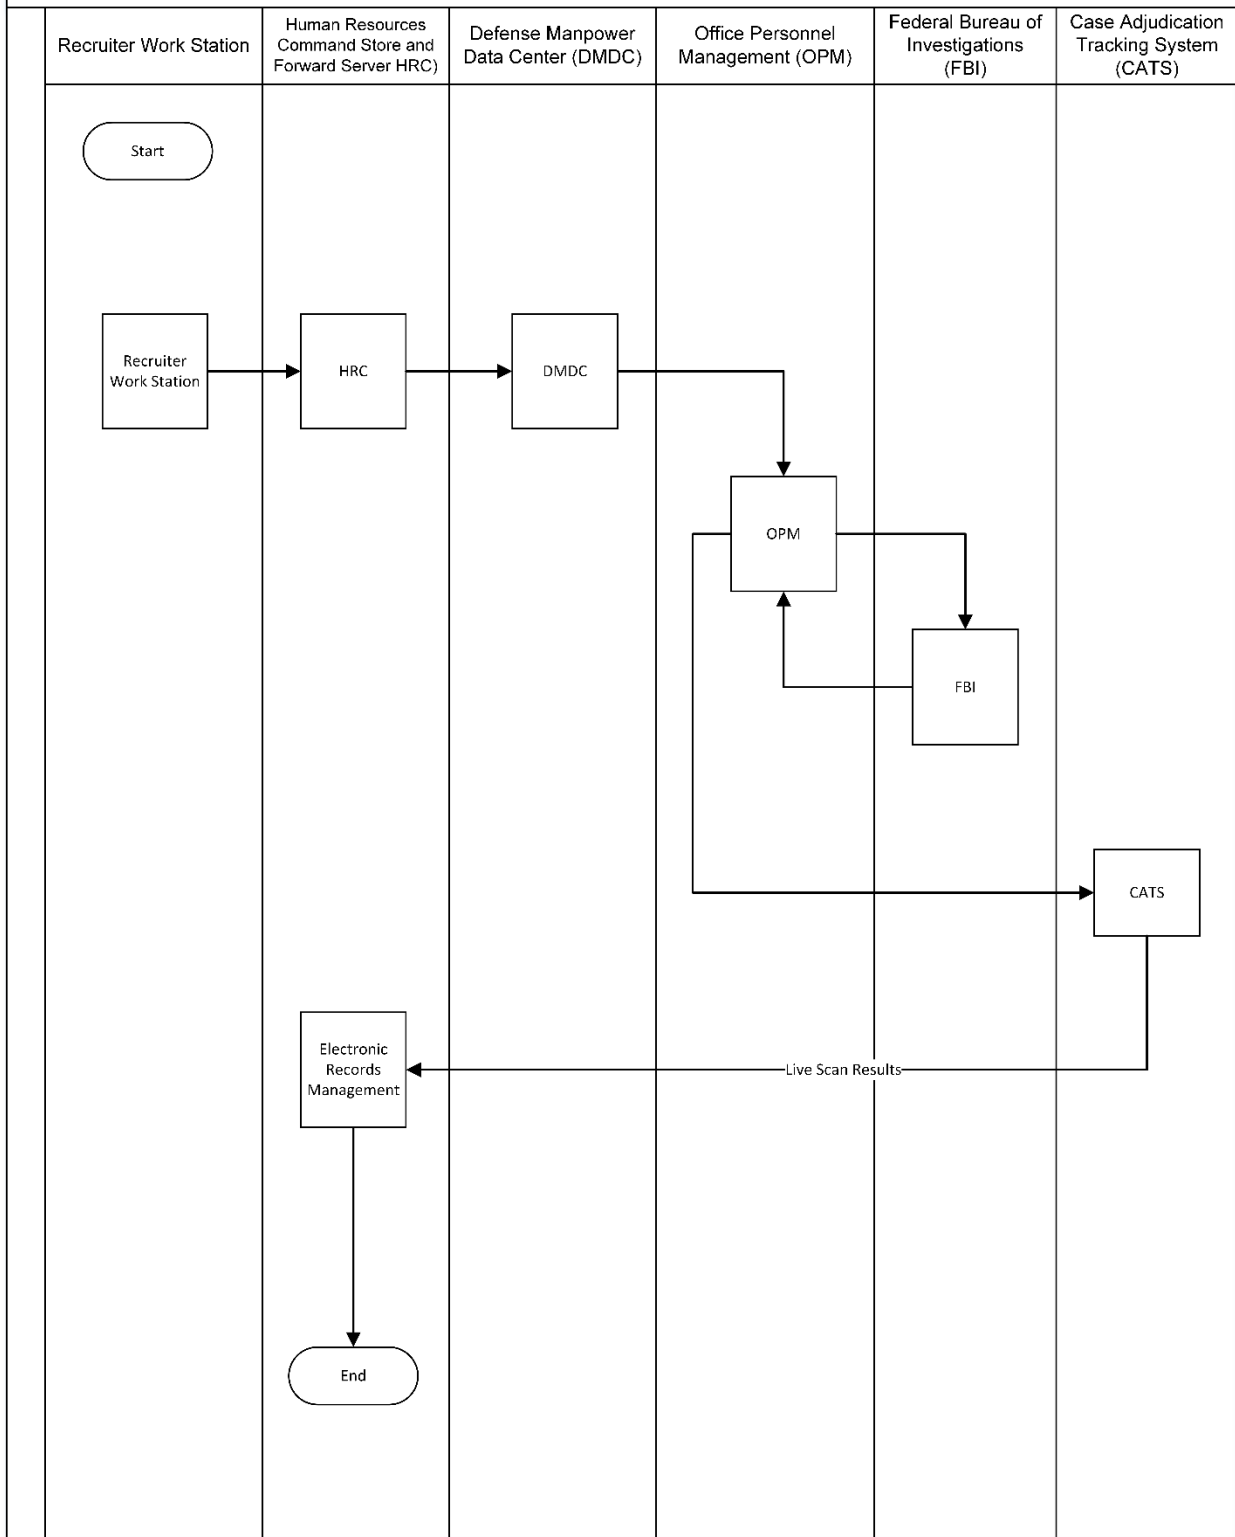 Recruiter Work Station
Human Resources
Command Store and
Forward Server HRC)
Defense Manpower
Data Center (DMDC)
Office Personnel
Management (OPM)
Federal Bureau of
Investigations
(FBI)
Case Adjudication
Tracking System
(CATS)
Start
Recruiter
Work Station
HRC
DMDC
OPM
FBI
CATS
Electronic
Records
Management
Live Scan Results
End